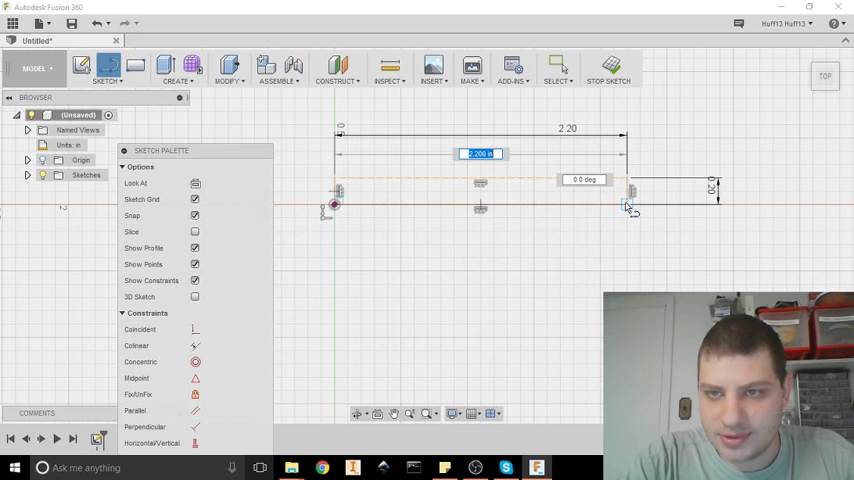 Autodesk Fusion 360
Huff13 Huff13
Untitled*
MODEL
SKETCH
CREATE
MODIFY
ASSEMBLE
CONSTRUCT
INSPECT
INSERT
MAKE
ADD-INS
SELECT
STOP SKETCH
TOP
BROWSER
(Unsaved)
Named Views
Units: in
Origin
Sketches
SKETCH PALETTE
Options
Look At
Sketch Grid
Snap
Slice
Show Profile
Show Points
Show Constraints
3D Sketch
Constraints
Coincident
Colinear
Concentric
Midpoint
Fix/UnFix
Parallel
Perpendicular
Horizontal/Vertical
2.20
2.200 in
0.0 deg
0.20
2
COMMENTS
Ask me anything